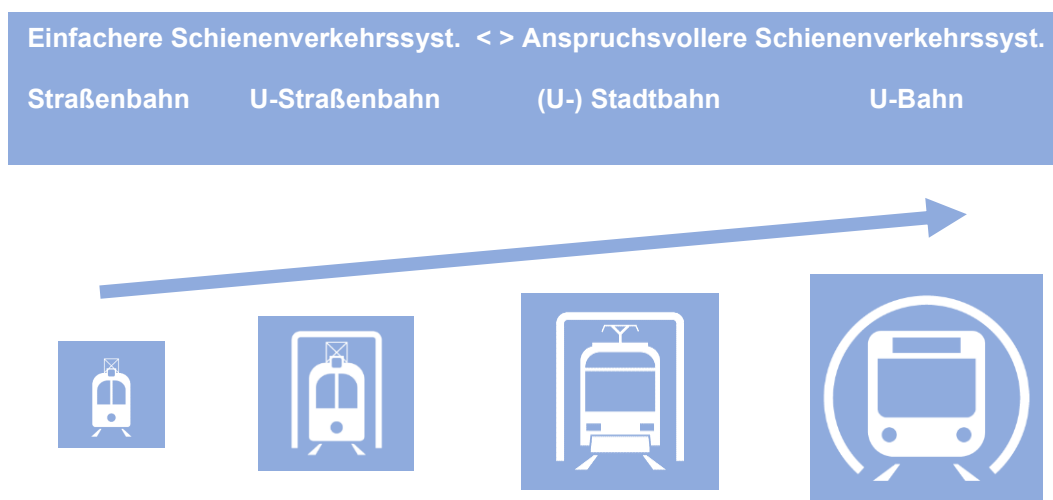 Einfachere Schienenverkehrssyst. < > Anspruchsvollere Schienenverkehrssyst.
Straßenbahn U-Straßenbahn (U-) Stadtbahn U-Bahn